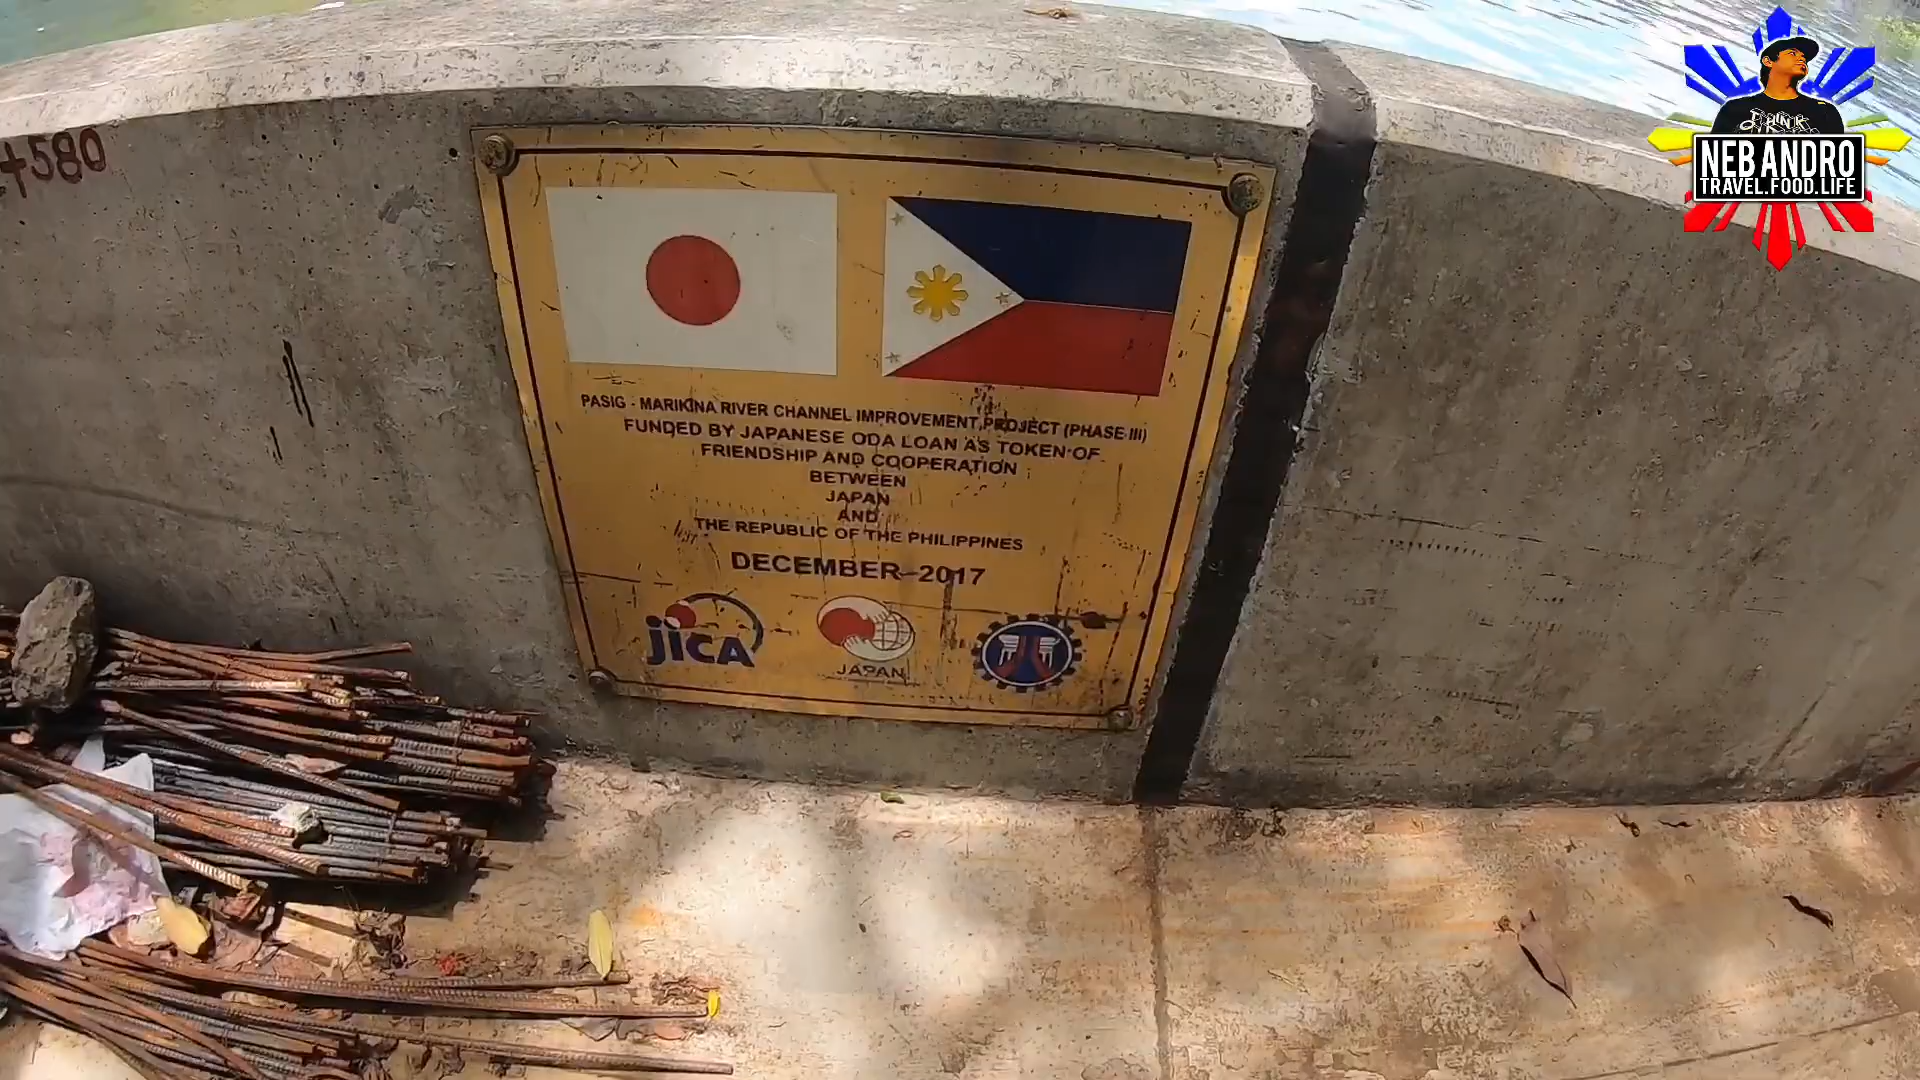 4580
NEB ANDRO
TRAVEL.FOOD.LIFE
PASIG - MARIKINA RIVER CHANNEL IMPROVEMENT PROJECT (PHASE III)
FUNDED BY JAPANESE ODA LOAN AS TOKEN OF
FRIENDSHIP AND COOPERATION
BETWEEN
JAPAN
AND
THE REPUBLIC OF THE PHILIPPINES
DECEMBER 2017
jICA
JAPAN